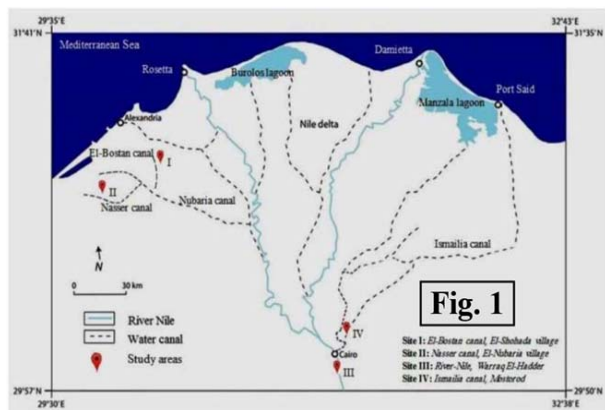 29°35'
32°43'
31°41'
31°35'
Mediterranean Sea
Damietta
Rosetta
Burolos lagoon
Port Said
Manzala lagoon
Alexandria
Nile delta
El-Bostan canal
I
II
Nasser canal
Nubaria canal
Ismailia canal
N
0 30 km
Fig. 1
River Nile
Water canal
Study areas
IV
Cairo
III
Site I: El-Bostan canal, El-Shohada village
Site II: Nasser canal, El-Nubaria village
Site III: River-Nile, Warraq El-Hadder
Site IV: Ismailia canal, Mostorod
29°57'
29°50'
29°30'
32°38'